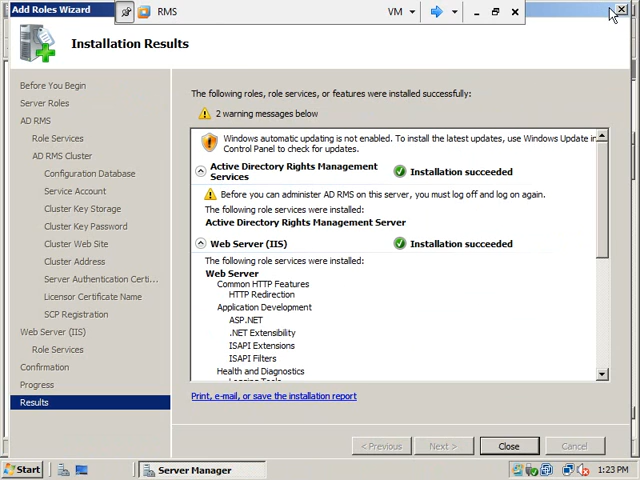 Add Roles Wizard
RMS
VM
Installation Results
Before You Begin
Server Roles
AD RMS
Role Services
AD RMS Cluster
Configuration Database
Service Account
Cluster Key Storage
Cluster Key Password
Cluster Web Site
Cluster Address
Server Authentication Certi...
Licensor Certificate Name
SCP Registration
Web Server (IIS)
Role Services
Confirmation
Progress
Results
The following roles, role services, or features were installed successfully:
2 warning messages below
Windows automatic updating is not enabled. To install the latest updates, use Windows Update in
Control Panel to check for updates.
Active Directory Rights Management
Services
Installation succeeded
Before you can administer AD RMS on this server, you must log off and log on again.
The following role services were installed:
Active Directory Rights Management Server
Web Server (IIS)
Installation succeeded
The following role services were installed:
Web Server
Common HTTP Features
HTTP Redirection
Application Development
ASP.NET
.NET Extensibility
ISAPI Extensions
ISAPI Filters
Health and Diagnostics
Logging Tools
Print, e-mail, or save the installation report
< Previous
Next >
Close
Cancel
Start
Server Manager
1:23 PM